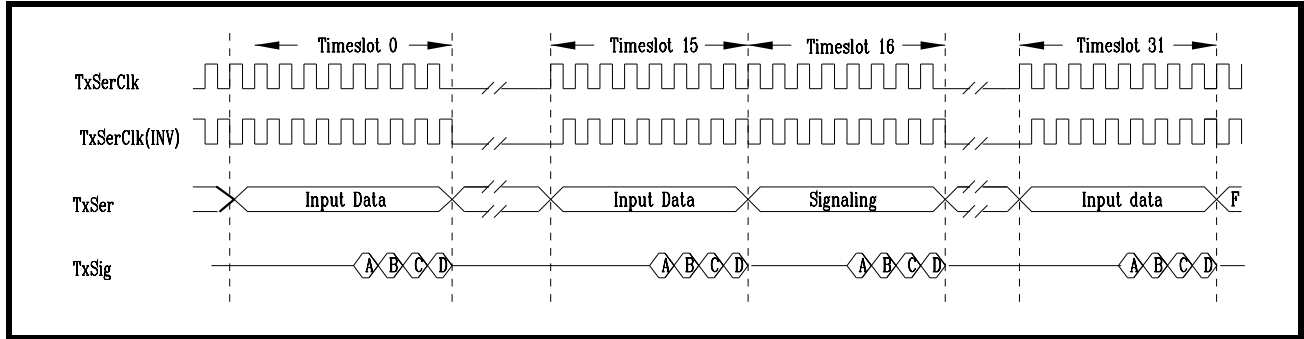 Timeslot 0 Timeslot 15 Timeslot 16 Timeslot 31
TxSerClk
TxSerClk(INV)
TxSer Input Data Input Data Signaling Input data F
TxSig A B C D A B C D A B C D A B C D